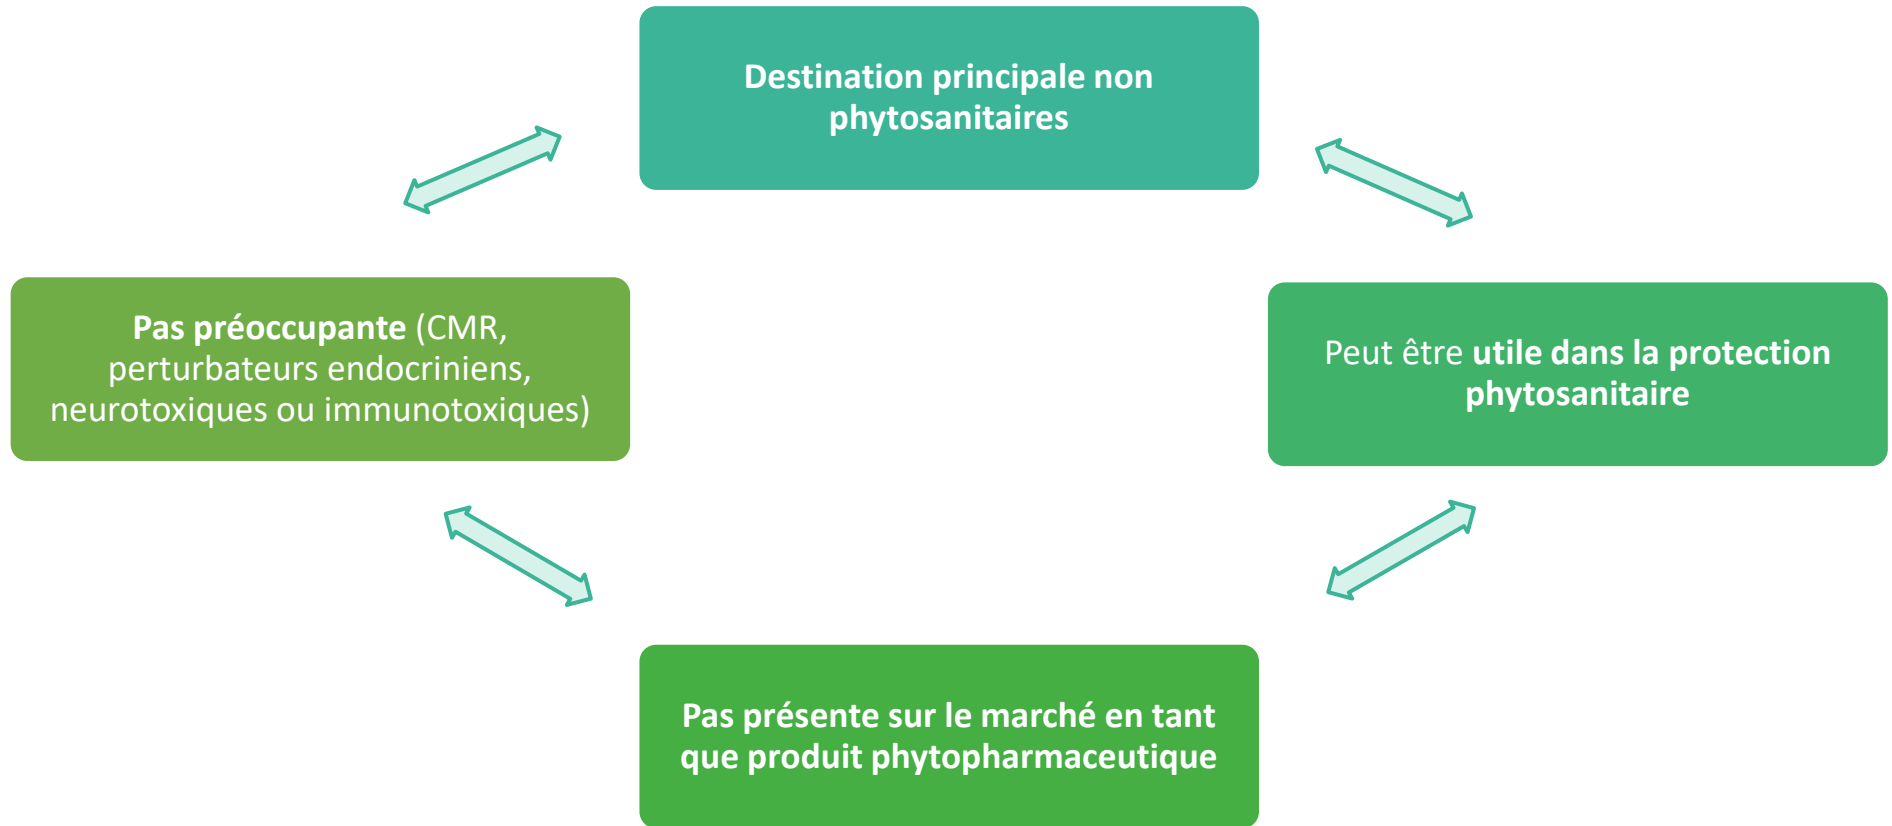 Destination principale non
phytosanitaires
Pas préoccupante (CMR,
perturbateurs endocriniens,
neurotoxiques ou immunotoxiques)
Peut être utile dans la protection
phytosanitaire
Pas présente sur le marché en tant
que produit phytopharmaceutique